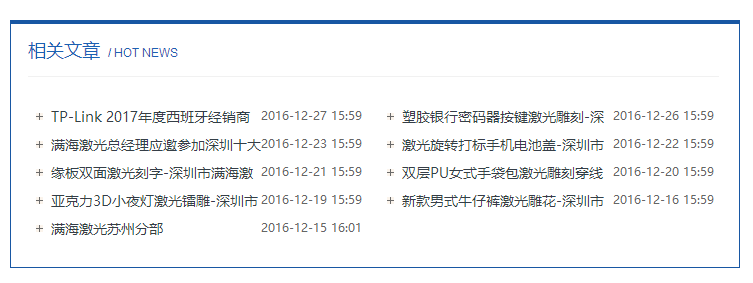 相关文章 / HOT NEWS
+ TP-Link 2017年度西班牙经销商 2016-12-27 15:59
+ 塑胶银行密码器按键激光雕刻-深 2016-12-26 15:59
+ 满海激光总经理应邀参加深圳十大 2016-12-23 15:59
+ 激光旋转打标手机电池盖-深圳市 2016-12-22 15:59
+ 缘板双面激光刻字-深圳市满海激 2016-12-21 15:59
+ 双层PU女式手袋包激光雕刻穿线 2016-12-20 15:59
+ 亚克力3D小夜灯激光镭雕-深圳市 2016-12-19 15:59
+ 新款男式牛仔裤激光雕花-深圳市 2016-12-16 15:59
+ 满海激光苏州分部 2016-12-15 16:01